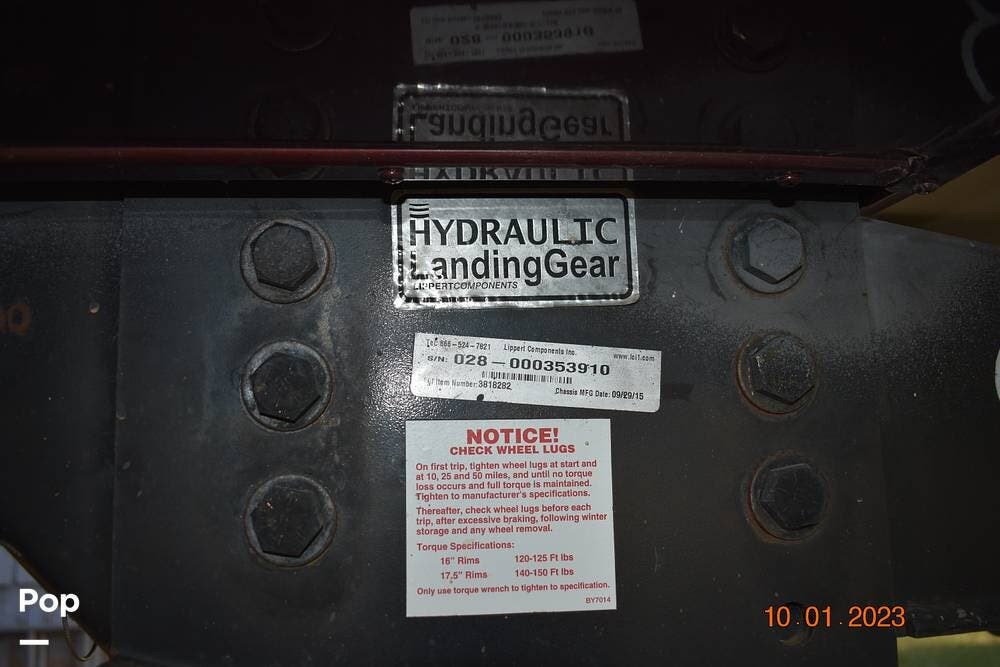 028 - 000353910
LandingGear
HYDRAULIC
HYDRAULIC
LandingGear
LIPPERTCOMPONENTS
Tel: 866-524-7821 Lippert Components Inc. www.lci1.com
S/N: 028 - 000353910
Item Number: 3818282 Chassis MFG Date: 09/29/15
NOTICE!
CHECK WHEEL LUGS
On first trip, tighten wheel lugs at start and
at 10, 25 and 50 miles, and until no torque
loss occurs and full torque is maintained.
Tighten to manufacturer's specifications.
Thereafter, check wheel lugs before each
trip, after excessive braking, following winter
storage and any wheel removal.
Torque Specifications:
16" Rims 120-125 Ft lbs
17.5" Rims 140-150 Ft lbs
Only use torque wrench to tighten to specification.
BY7014
Pop
10 01 2023